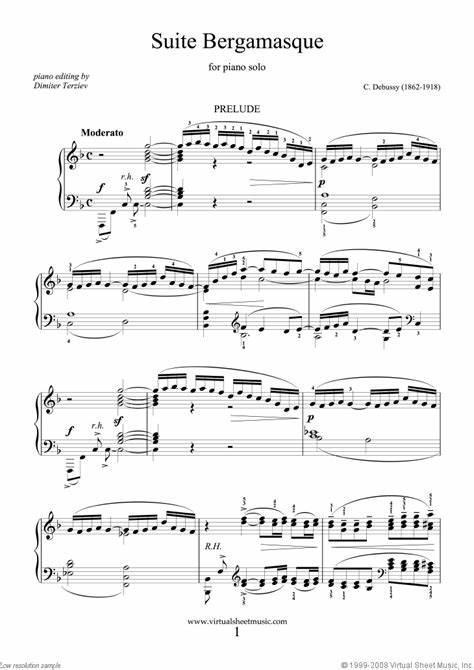 Suite Bergamasque
for piano solo
piano editing by
Dimiter Terziev
C. Debussy (1862-1918)
PRELUDE
Moderato
f
r.h.
sf
p
f
r.h.
sf
p
R.H.
www.virtualsheetmusic.com
1
Low resolution sample
© 1999-2008 Virtual Sheet Music, Inc.